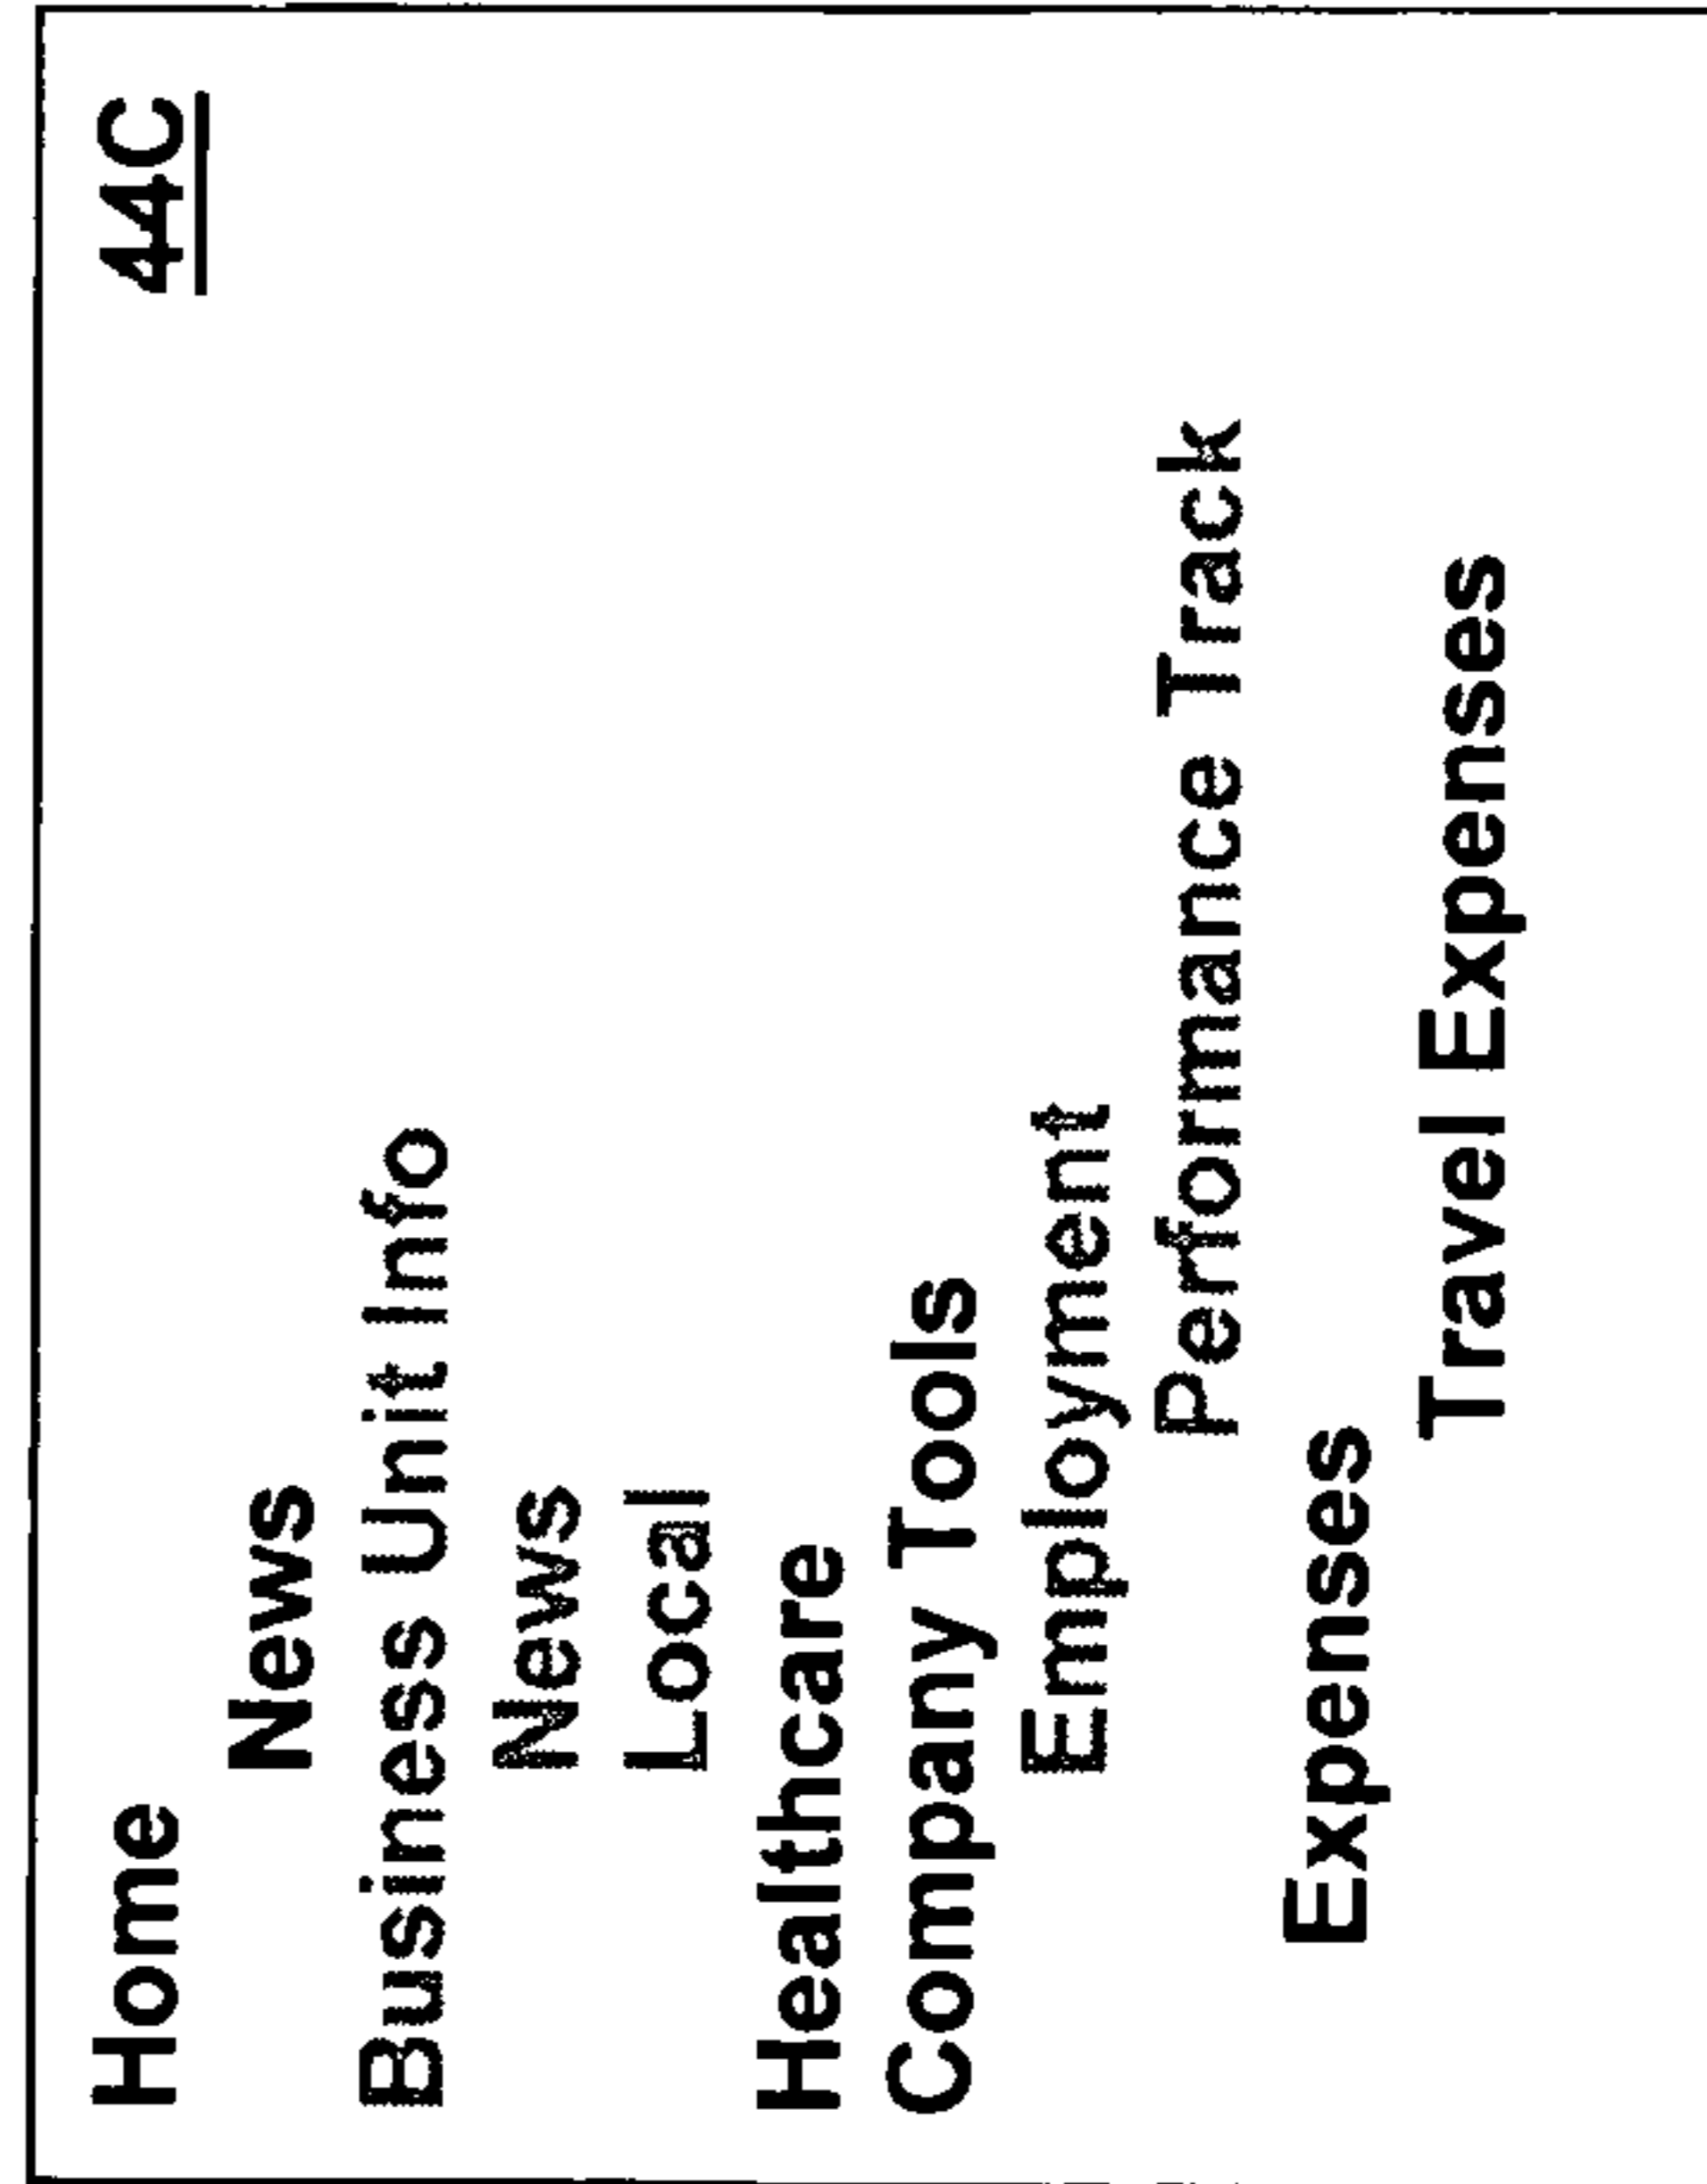 44C
Home
News
Business Unit Info
News
Local
Healthcare
Company Tools
Employment
Performance Track
Expenses
Travel Expenses